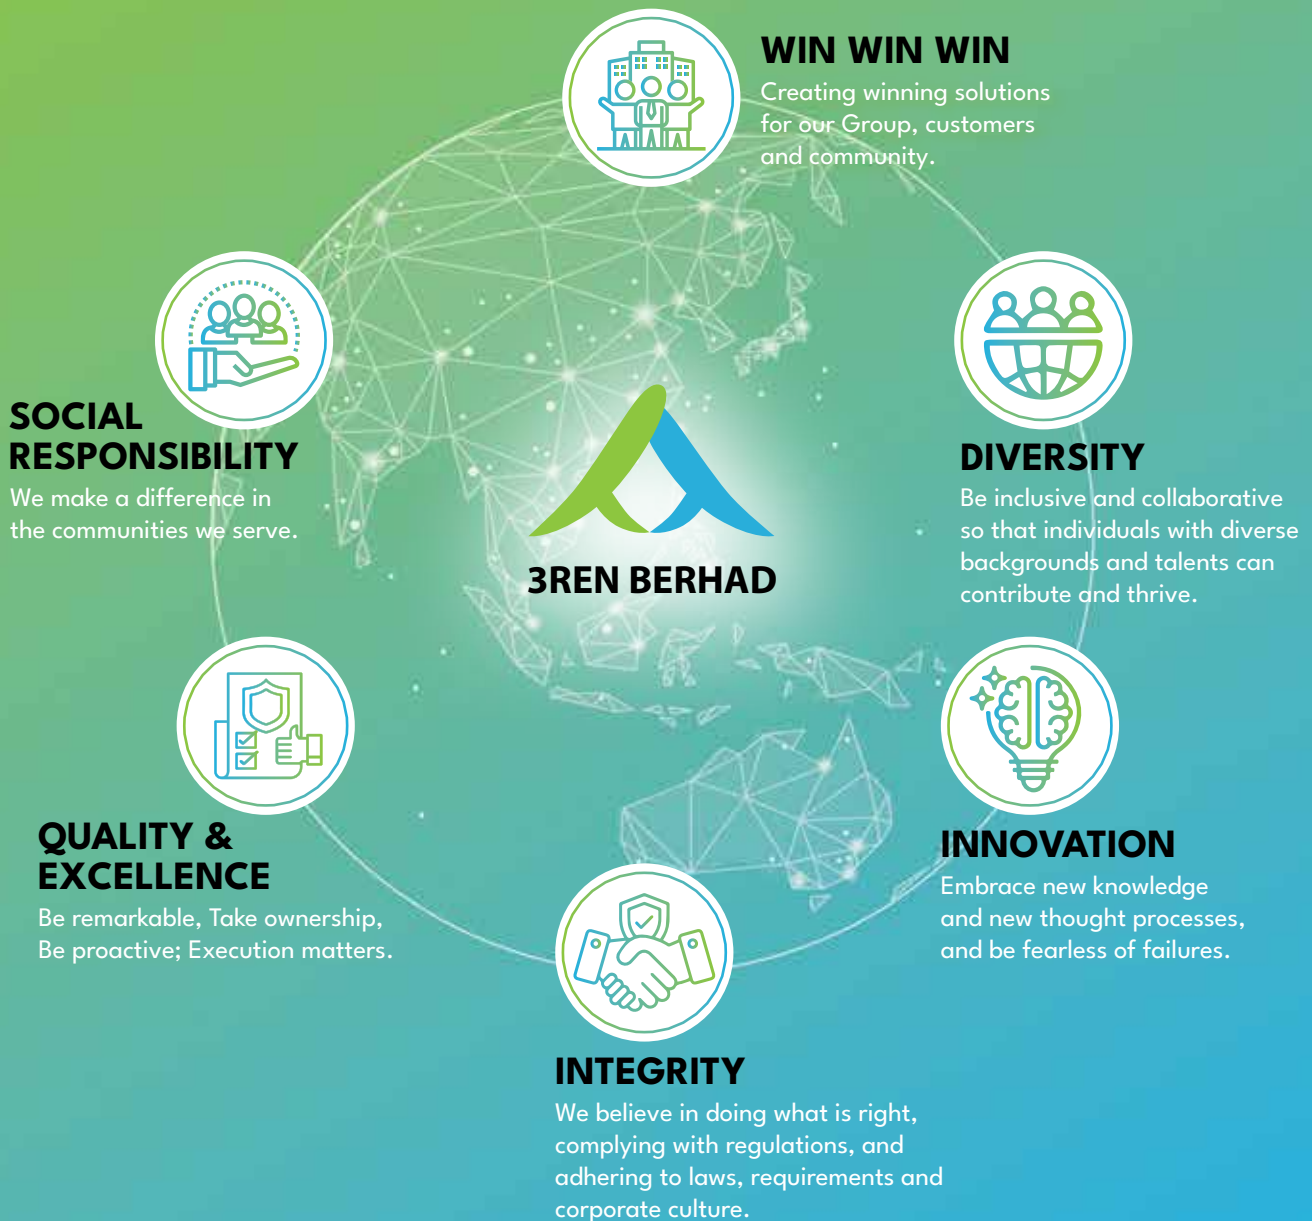 WIN WIN WIN
Creating winning solutions
for our Group, customers
and community.
SOCIAL
RESPONSIBILITY
We make a difference in
the communities we serve.
3REN BERHAD
DIVERSITY
Be inclusive and collaborative
so that individuals with diverse
backgrounds and talents can
contribute and thrive.
QUALITY &
EXCELLENCE
Be remarkable, Take ownership,
Be proactive; Execution matters.
INNOVATION
Embrace new knowledge
and new thought processes,
and be fearless of failures.
INTEGRITY
We believe in doing what is right,
complying with regulations, and
adhering to laws, requirements and
corporate culture.